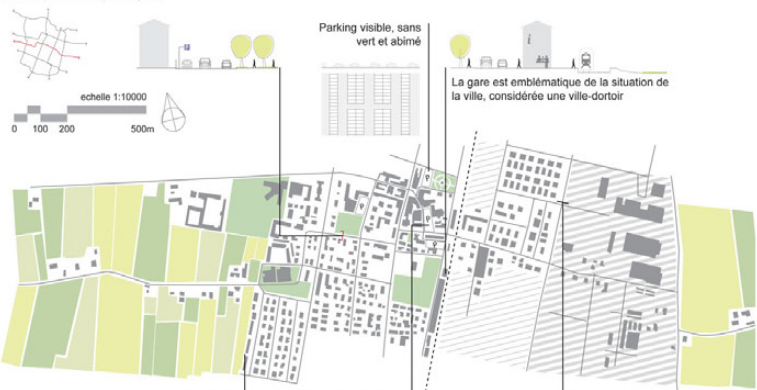 Parking visible, sans
vert et abimé
La gare est emblématique de la situation de
la ville, considérée une ville-dortoir
echelle 1:10000
0 100 200 500m
P